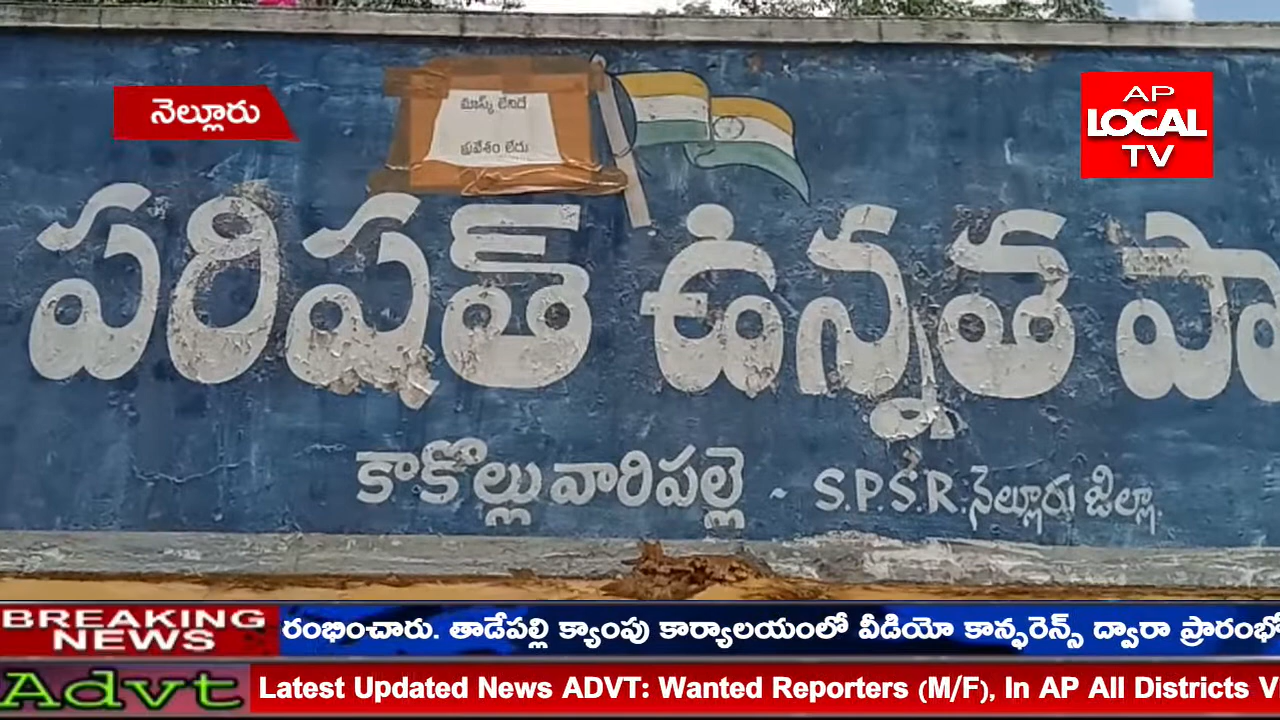 నెల్లూరు
AP
LOCAL
TV
మాస్క్ లేనిదే
ప్రవేశం లేదు
పరిషత్ ఉన్నత పా
కాకొల్లువారిపల్లె - S.P.S.R. నెల్లూరు జిల్లా.
BREAKING
NEWS
రంభించారు. తాడేపల్లి క్యాంపు కార్యాలయంలో వీడియో కాన్ఫరెన్స్ ద్వారా ప్రారంభో
Advt
Latest Updated News ADVT: Wanted Reporters (M/F), In AP All Districts V